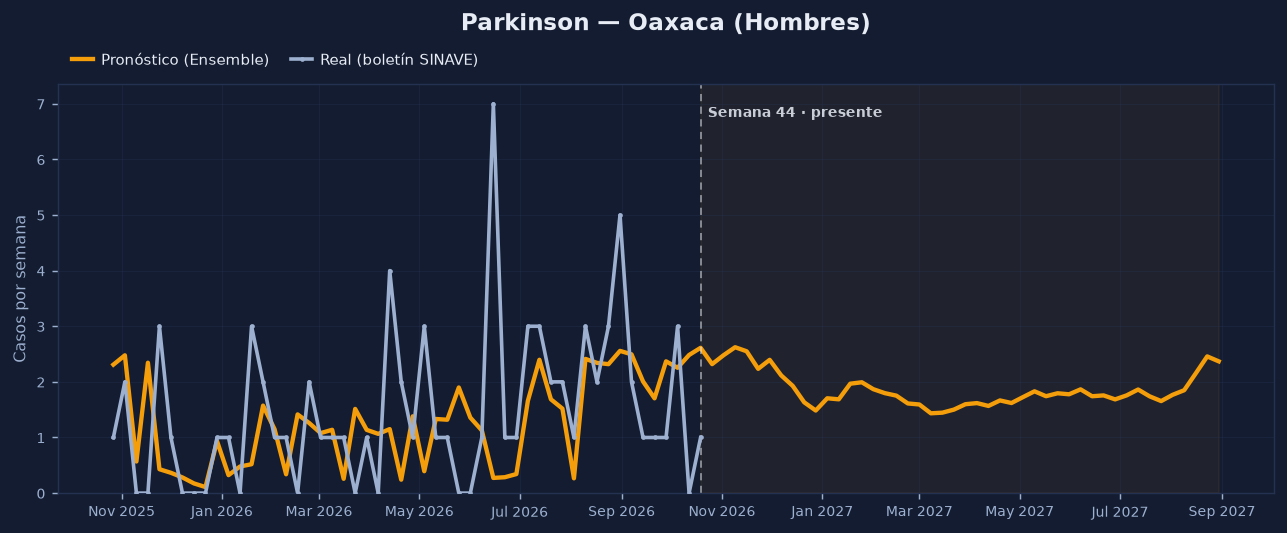 Parkinson — Oaxaca (Hombres)
Pronóstico (Ensemble)
Real (boletín SINAVE)
Semana 44 · presente
Casos por semana
7
6
5
4
3
2
1
0
Nov 2025
Jan 2026
Mar 2026
May 2026
Jul 2026
Sep 2026
Nov 2026
Jan 2027
Mar 2027
May 2027
Jul 2027
Sep 2027